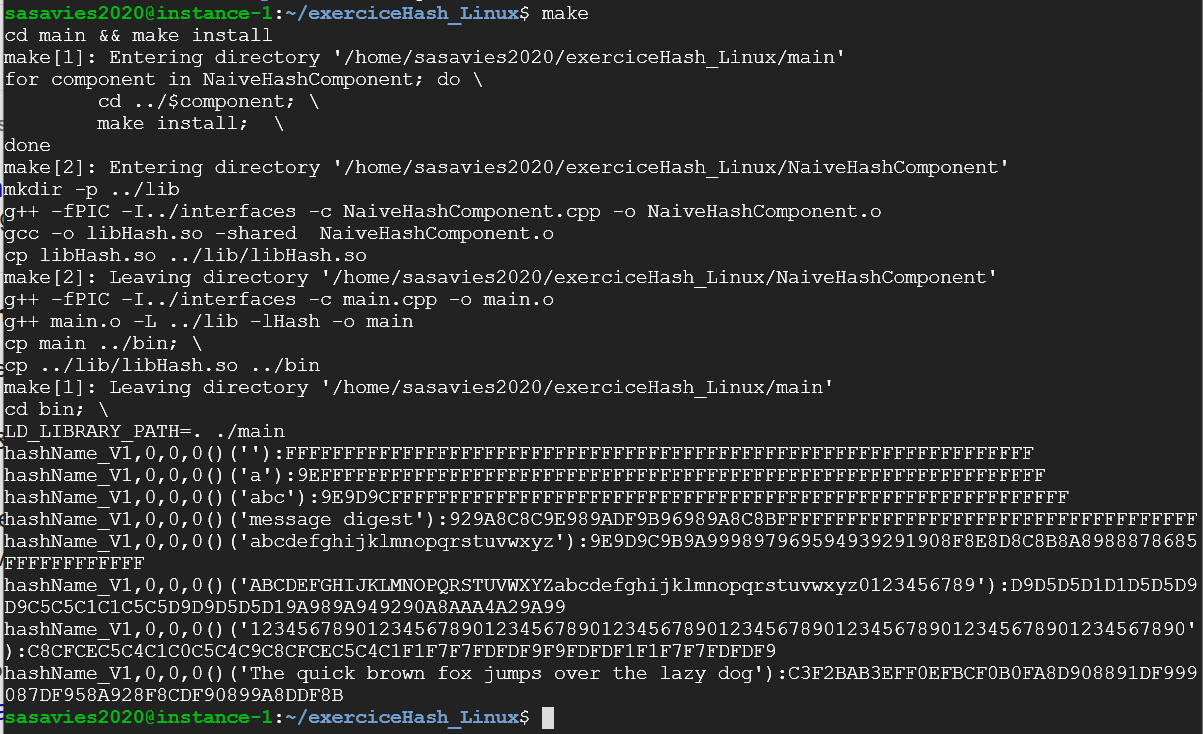 sasavies2020@instance-1:~/exerciceHash_Linux$ make
cd main && make install
make[1]: Entering directory '/home/sasavies2020/exerciceHash_Linux/main'
for component in NaiveHashComponent; do \
        cd ../$component; \
        make install;  \
done
make[2]: Entering directory '/home/sasavies2020/exerciceHash_Linux/NaiveHashComponent'
mkdir -p ../lib
g++ -fPIC -I../interfaces -c NaiveHashComponent.cpp -o NaiveHashComponent.o
gcc -o libHash.so -shared  NaiveHashComponent.o
cp libHash.so ../lib/libHash.so
make[2]: Leaving directory '/home/sasavies2020/exerciceHash_Linux/NaiveHashComponent'
g++ -fPIC -I../interfaces -c main.cpp -o main.o
g++ main.o -L ../lib -lHash -o main
cp main ../bin; \
cp ../lib/libHash.so ../bin
make[1]: Leaving directory '/home/sasavies2020/exerciceHash_Linux/main'
cd bin; \
LD_LIBRARY_PATH=. ./main
hashName_V1,0,0,0()(''):FFFFFFFFFFFFFFFFFFFFFFFFFFFFFFFFFFFFFFFFFFFFFFFFFFFFFFFFFFFFFFFF
hashName_V1,0,0,0()('a'):9EFFFFFFFFFFFFFFFFFFFFFFFFFFFFFFFFFFFFFFFFFFFFFFFFFFFFFFFFFFFFFF
hashName_V1,0,0,0()('abc'):9E9D9CFFFFFFFFFFFFFFFFFFFFFFFFFFFFFFFFFFFFFFFFFFFFFFFFFFFFFFFFFF
hashName_V1,0,0,0()('message digest'):929A8C8C9E989ADF9B96989A8C8BFFFFFFFFFFFFFFFFFFFFFFFFFFFFFFFFFFFF
hashName_V1,0,0,0()('abcdefghijklmnopqrstuvwxyz'):9E9D9C9B9A999897969594939291908F8E8D8C8B8A8988878685
FFFFFFFFFFFF
hashName_V1,0,0,0()('ABCDEFGHIJKLMNOPQRSTUVWXYZabcdefghijklmnopqrstuvwxyz0123456789'):D9D5D5D1D1D5D5D9
D9C5C5C1C1C5C5D9D9D5D5D19A989A949290A8AAA4A29A99
hashName_V1,0,0,0()('12345678901234567890123456789012345678901234567890123456789012345678901234567890'
):C8CFCEC5C4C1C0C5C4C9C8CFCEC5C4C1F1F7F7FDFDF9F9FDFDF1F1F7F7FDFDF9
hashName_V1,0,0,0()('The quick brown fox jumps over the lazy dog'):C3F2BAB3EFF0EFBCF0B0FA8D908891DF999
087DF958A928F8CDF90899A8DDF8B
sasavies2020@instance-1:~/exerciceHash_Linux$